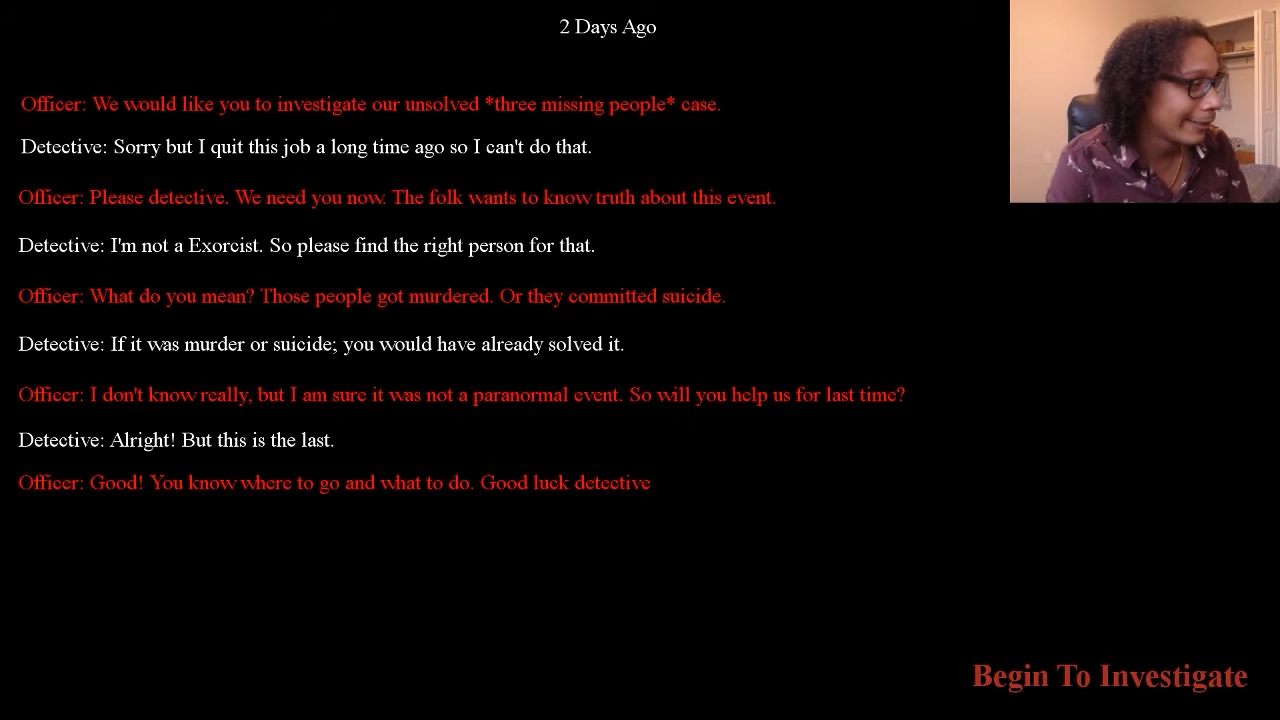 2 Days Ago
Officer: We would like you to investigate our unsolved *three missing people* case.
Detective: Sorry but I quit this job a long time ago so I can't do that.
Officer: Please detective. We need you now. The folk wants to know truth about this event.
Detective: I'm not a Exorcist. So please find the right person for that.
Officer: What do you mean? Those people got murdered. Or they committed suicide.
Detective: If it was murder or suicide; you would have already solved it.
Officer: I don't know really, but I am sure it was not a paranormal event. So will you help us for last time?
Detective: Alright! But this is the last.
Officer: Good! You know where to go and what to do. Good luck detective
Begin To Investigate